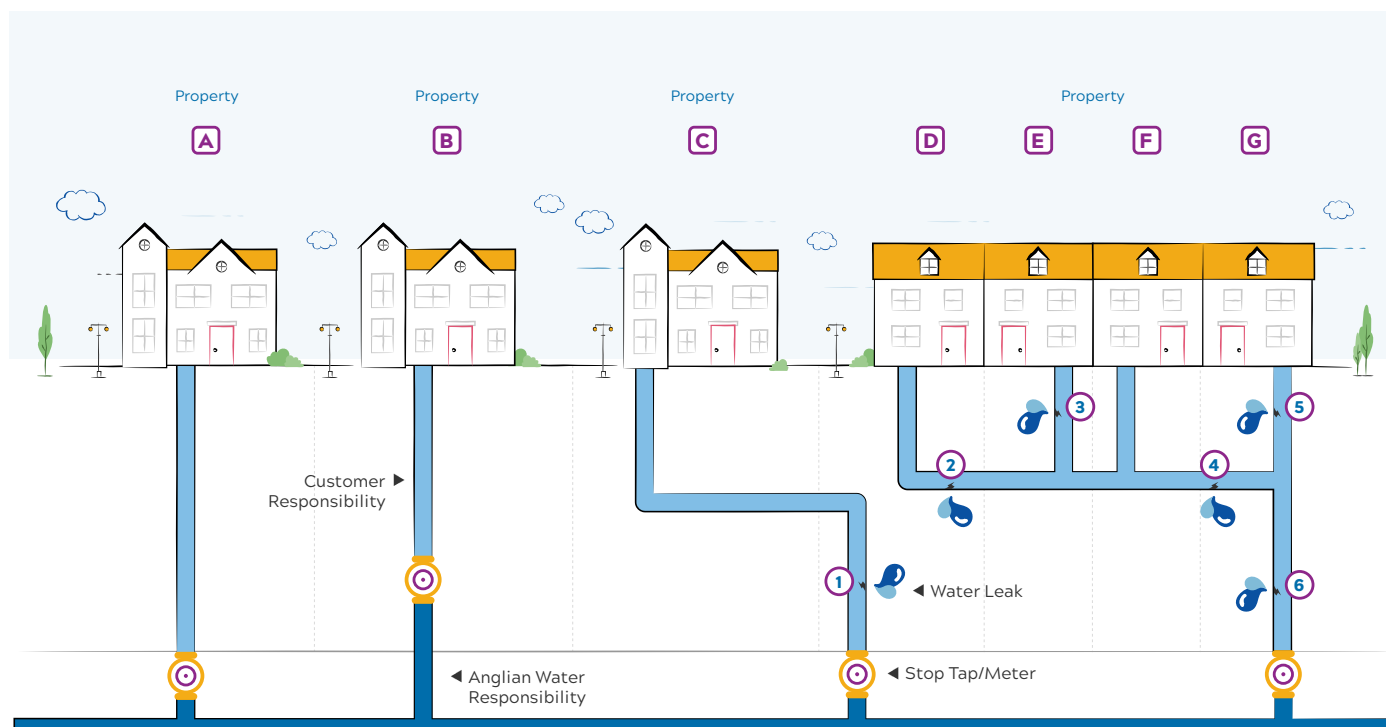 Property
Property
Property
Property
A
B
C
D
E
F
G
3
5
2
4
Customer
Responsibility
1
6
Water Leak
Anglian Water
Responsibility
Stop Tap/Meter